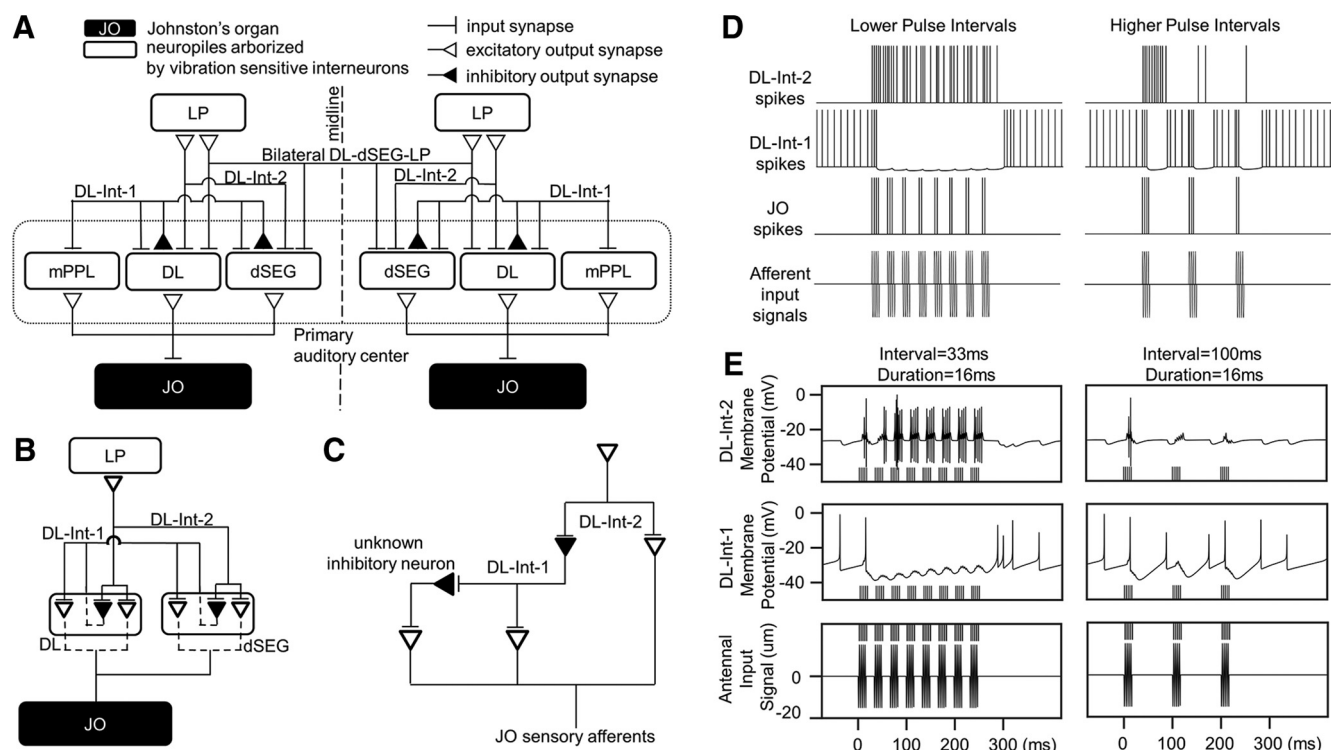 A
JO
Johnston's organ
neuropiles arborized
by vibration sensitive interneurons
input synapse
excitatory output synapse
inhibitory output synapse
LP
midline
LP
Bilateral DL-dSEG-LP
DL-Int-1
DL-Int-2
DL-Int-2
DL-Int-1
mPPL
DL
dSEG
dSEG
DL
mPPL
Primary
auditory center
JO
JO
B
LP
DL-Int-1
DL-Int-2
DL
dSEG
JO
C
DL-Int-2
unknown
inhibitory neuron
DL-Int-1
JO sensory afferents
D
Lower Pulse Intervals
Higher Pulse Intervals
DL-Int-2
spikes
DL-Int-1
spikes
JO
spikes
Afferent
input
signals
E
Interval=33ms
Duration=16ms
Interval=100ms
Duration=16ms
DL-Int-2
Membrane
Potential (mV)
0
-20
-40
DL-Int-1
Membrane
Potential (mV)
0
-20
-40
Antennal
Input
Signal (um)
0
-20
0 100 200 300 (ms)
0 100 200 300 (ms)